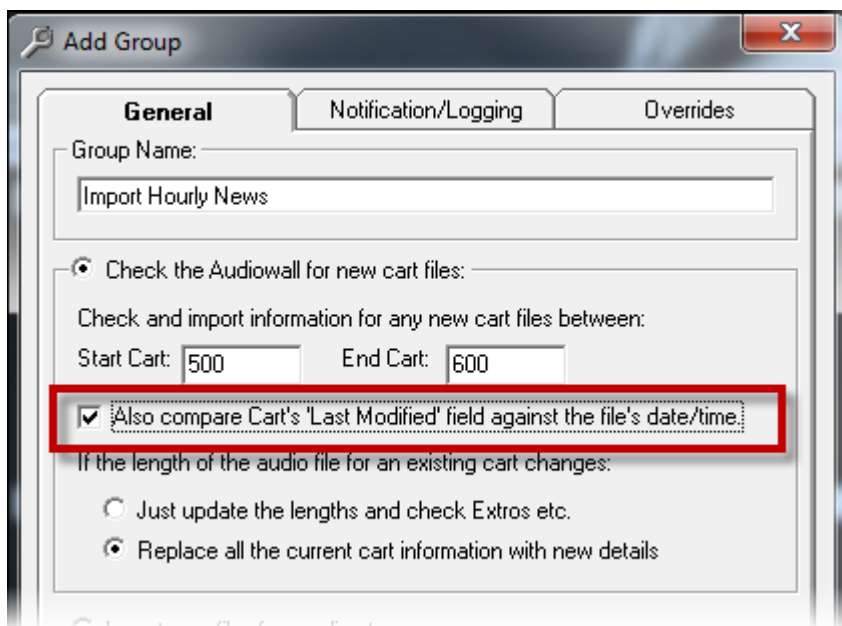 Add Group
General
Notification/Logging
Overrides
Group Name:
Import Hourly News
Check the Audiowall for new cart files:
Check and import information for any new cart files between:
Start Cart: 500 End Cart: 600
Also compare Cart's 'Last Modified' field against the file's date/time.
If the length of the audio file for an existing cart changes:
Just update the lengths and check Extros etc.
Replace all the current cart information with new details